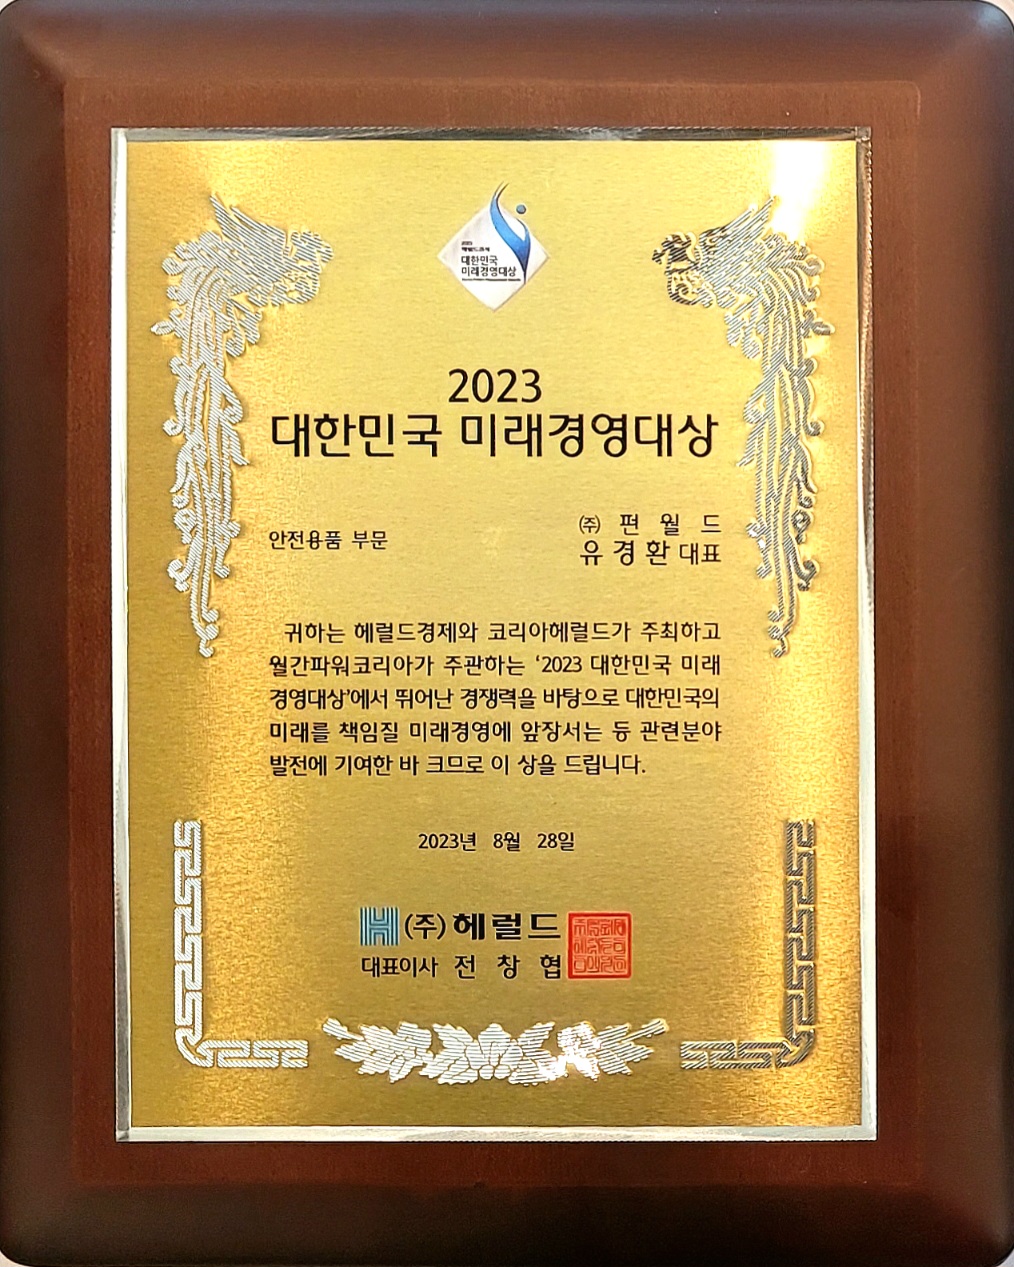 대한민국
미래경영대상
2023
대한민국 미래경영대상
안전용품 부문
㈜ 펀 월 드
유 경 환 대표
귀하는 헤럴드경제와 코리아헤럴드가 주최하고
월간파워코리아가 주관하는 ‘2023 대한민국 미래
경영대상’에서 뛰어난 경쟁력을 바탕으로 대한민국의
미래를 책임질 미래경영에 앞장서는 등 관련분야
발전에 기여한 바 크므로 이 상을 드립니다.
2023년 8월 28일
(주) 헤럴드
대표이사 전 창 협